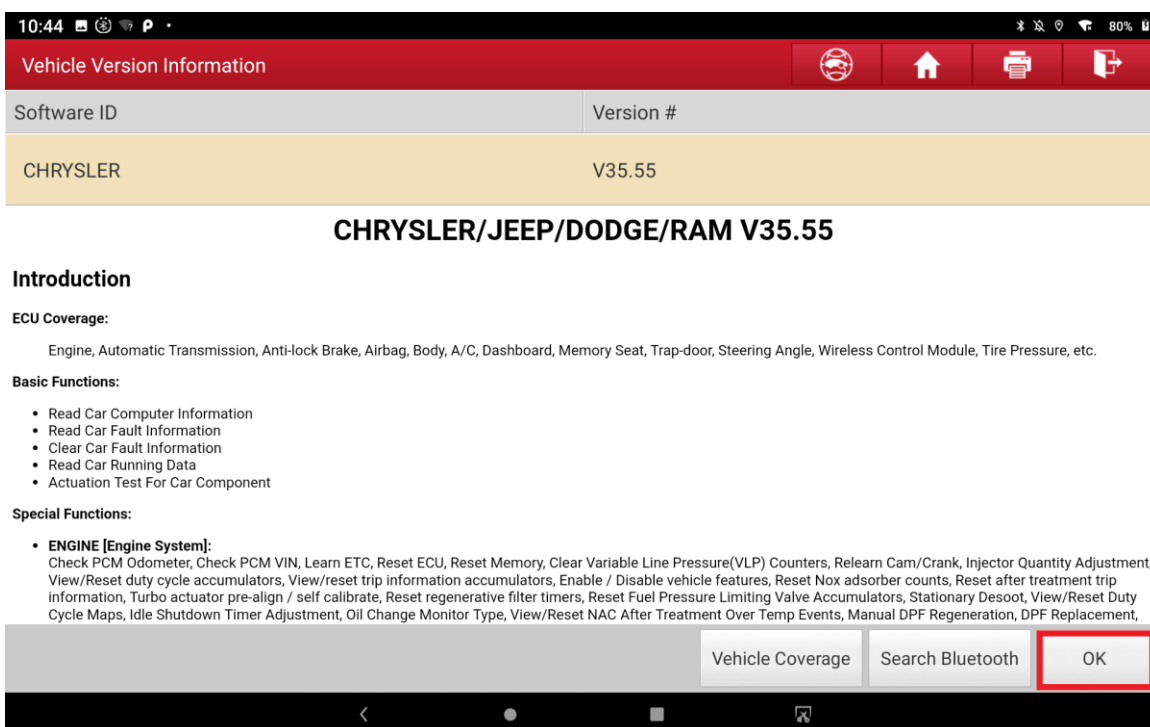 10:44
80%
Vehicle Version Information
Software ID Version #
CHRYSLER V35.55
CHRYSLER/JEEP/DODGE/RAM V35.55
Introduction
ECU Coverage:
Engine, Automatic Transmission, Anti-lock Brake, Airbag, Body, A/C, Dashboard, Memory Seat, Trap-door, Steering Angle, Wireless Control Module, Tire Pressure, etc.
Basic Functions:
• Read Car Computer Information
• Read Car Fault Information
• Clear Car Fault Information
• Read Car Running Data
• Actuation Test For Car Component
Special Functions:
• ENGINE [Engine System]:
Check PCM Odometer, Check PCM VIN, Learn ETC, Reset ECU, Reset Memory, Clear Variable Line Pressure(VLP) Counters, Relearn Cam/Crank, Injector Quantity Adjustment,
View/Reset duty cycle accumulators, View/reset trip information accumulators, Enable / Disable vehicle features, Reset Nox adsorber counts, Reset after treatment trip
information, Turbo actuator pre-align / self calibrate, Reset regenerative filter timers, Reset Fuel Pressure Limiting Valve Accumulators, Stationary Desoot, View/Reset Duty
Cycle Maps, Idle Shutdown Timer Adjustment, Oil Change Monitor Type, View/Reset NAC After Treatment Over Temp Events, Manual DPF Regeneration, DPF Replacement,
Vehicle Coverage Search Bluetooth OK